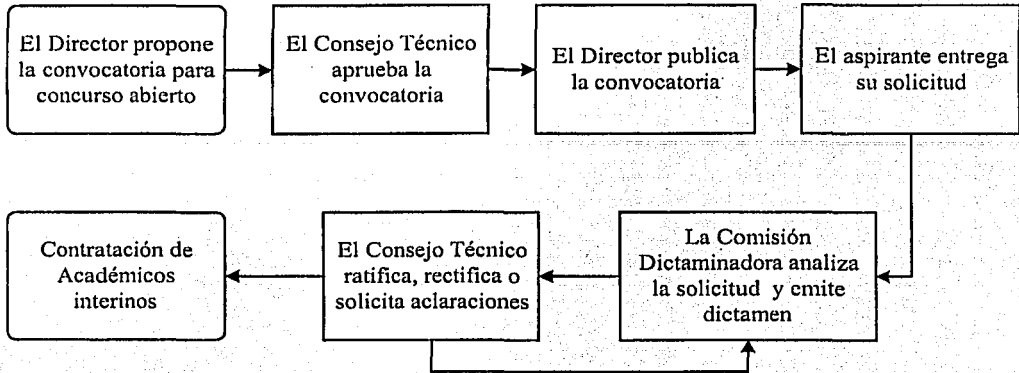 El Director propone
la convocatoria para
concurso abierto
El Consejo Técnico
aprueba la
convocatoria
El Director publica
la convocatoria
El aspirante entrega
su solicitud
La Comisión
Dictaminadora analiza
la solicitud y emite
dictamen
El Consejo Técnico
ratifica, rectifica o
solicita aclaraciones
Contratación de
Académicos
interinos